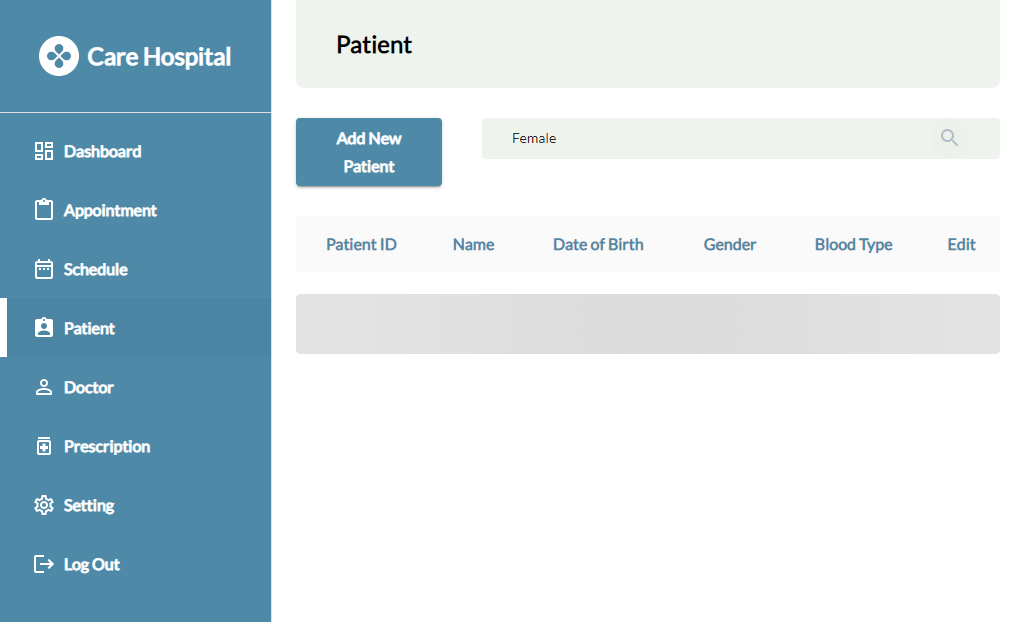 Care Hospital
Dashboard
Appointment
Schedule
Patient
Doctor
Prescription
Setting
Log Out
Patient
Add New
Patient
Female
Patient ID Name Date of Birth Gender Blood Type Edit